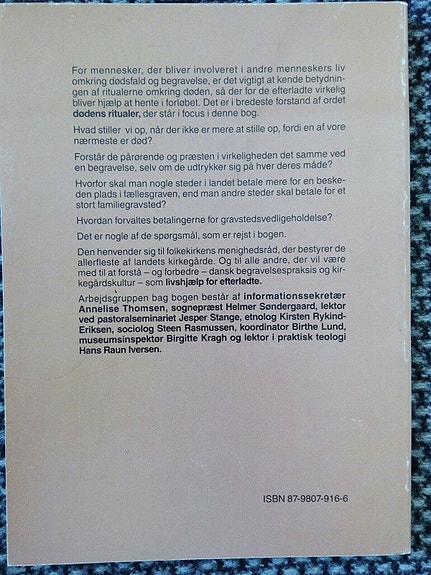 For mennesker, der bliver involveret i andre menneskers liv
omkring dødsfald og begravelse, er det vigtigt at kende betydnin-
gen af ritualerne omkring døden, så der for de efterladte virkelig
bliver hjælp at hente i forløbet. Det er i bredeste forstand af ordet
dødens ritualer, der står i focus i denne bog.
Hvad stiller vi op, når der ikke er mere at stille op, fordi en af vore
nærmeste er død?
Forstår de pårørende og præsten i virkeligheden det samme ved
en begravelse, selv om de udtrykker sig på hver deres måde?
Hvorfor skal man nogle steder i landet betale mere for en beske-
den plads i fællesgraven, end man andre steder skal betale for et
stort familiegravsted?
Hvordan forvaltes betalingerne for gravstedsvedligeholdelse?
Det er nogle af de spørgsmål, som er rejst i bogen.
Den henvender sig til folkekirkens menighedsråd, der bestyrer de
allerfleste af landets kirkegårde. Og til alle andre, der vil være
med til at forstå – og forbedre – dansk begravelsespraksis og kir-
kegårdskultur – som livshjælp for efterladte.
Arbejdsgruppen bag bogen består af informationssekretær
Annelise Thomsen, sognepræst Helmer Søndergaard, lektor
ved pastoralseminariet Jesper Stange, etnolog Kirsten Rykind-
Eriksen, sociolog Steen Rasmussen, koordinator Birthe Lund,
museumsinspektør Birgitte Kragh og lektor i praktisk teologi
Hans Raun Iversen.
ISBN 87-9807-916-6